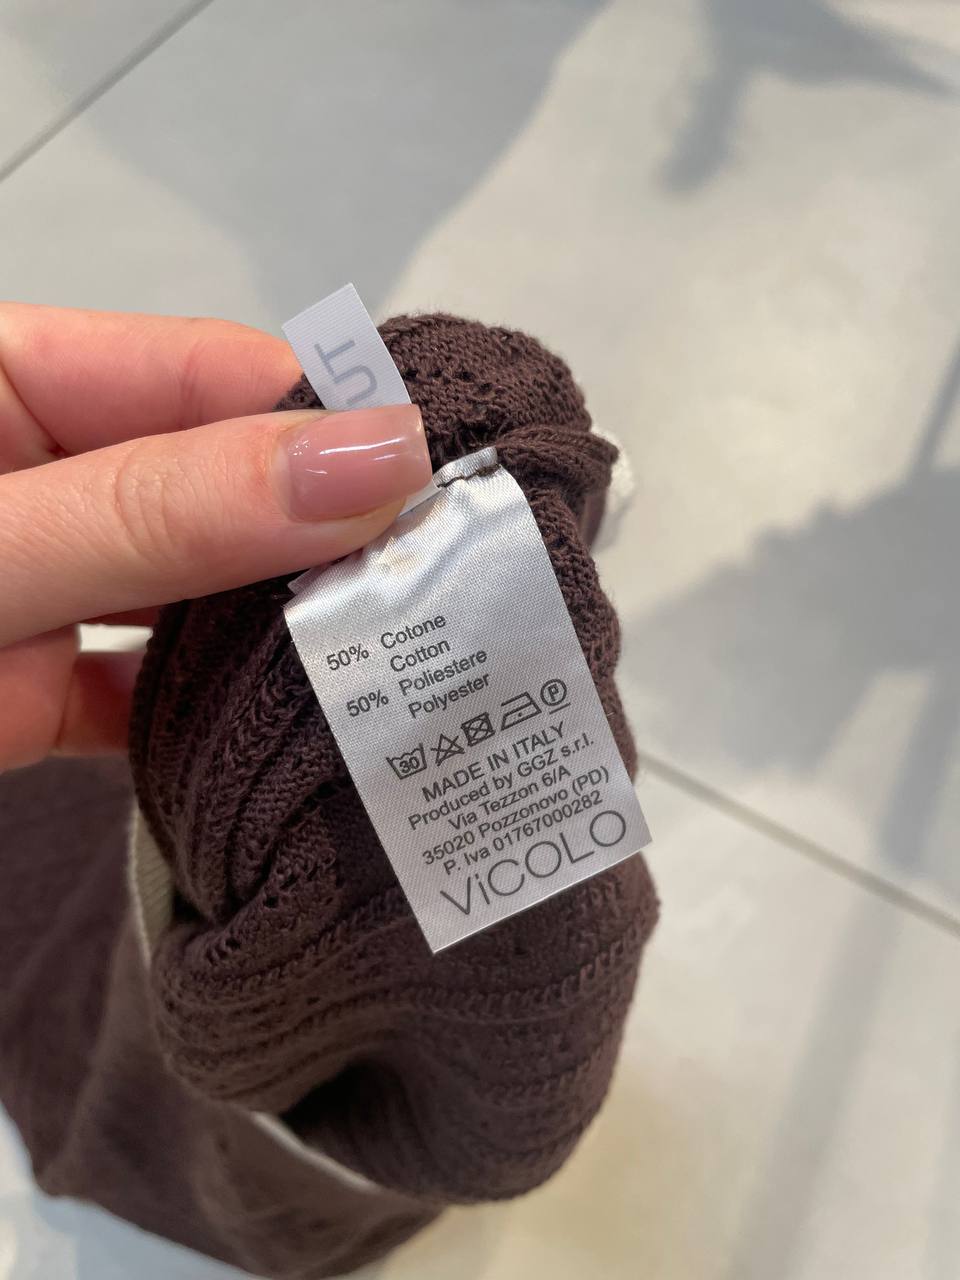 UT
50% Cotone
Cotton
50% Poliestere
Polyester
30 P
MADE IN ITALY
Produced by GGZ s.r.l.
Via Tezzon 6/A
35020 Pozzonovo (PD)
P. Iva 01767000282
ViCOLO